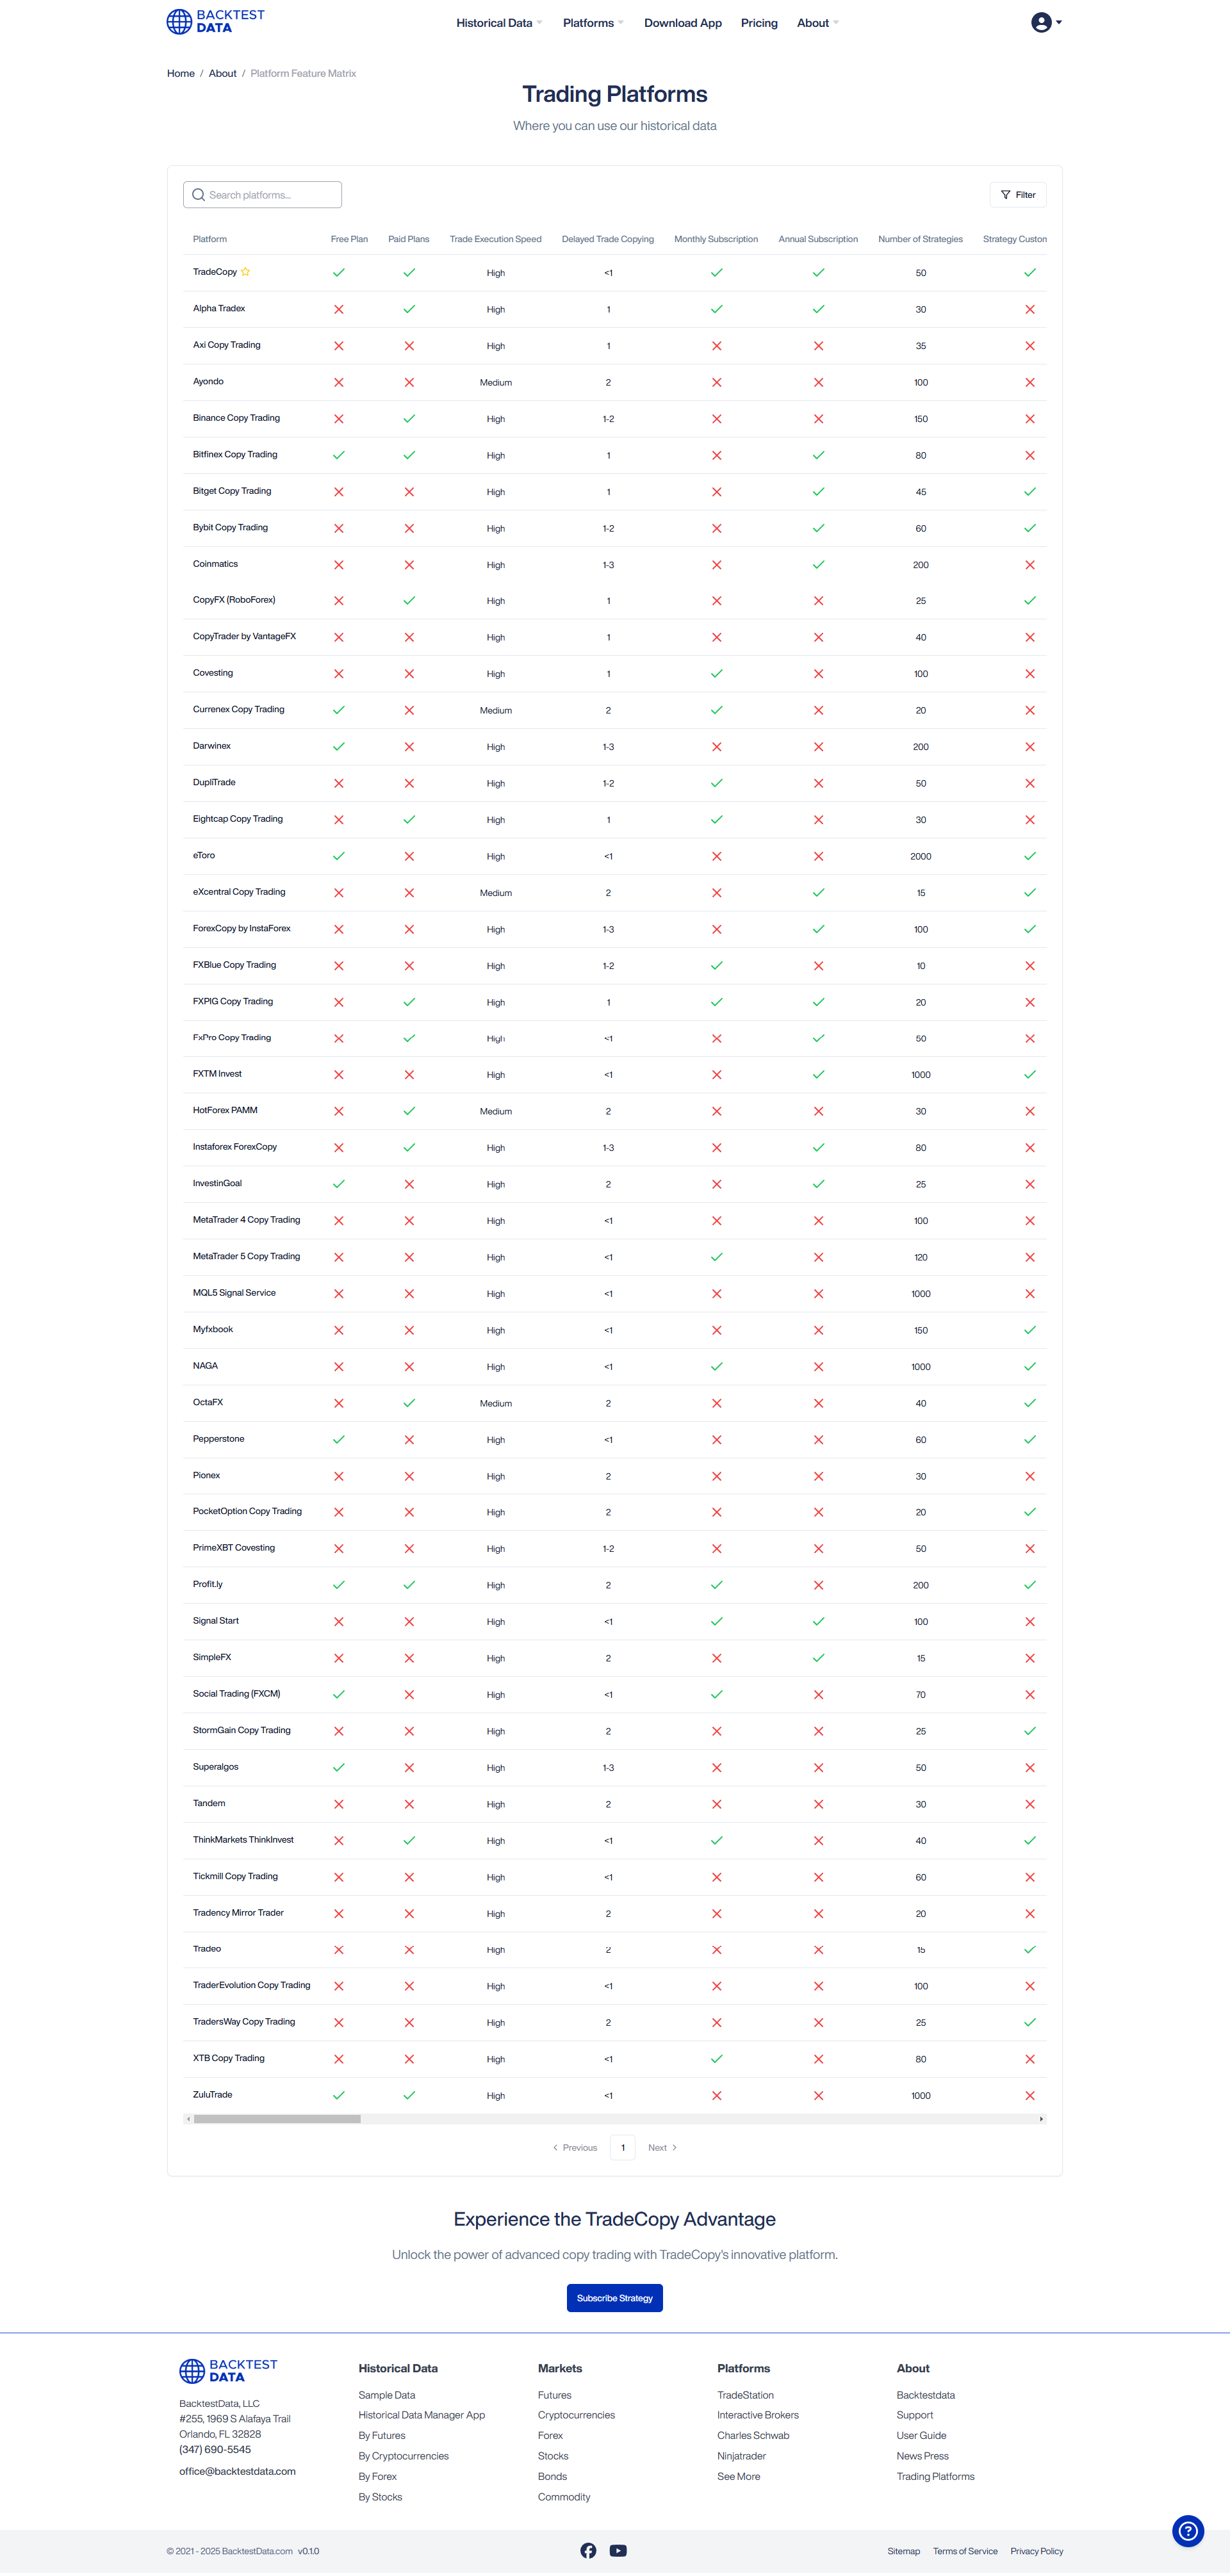 BACKTEST
DATA
Historical Data Platforms Download App Pricing About
Home / About / Platform Feature Matrix
Trading Platforms
Where you can use our historical data
Search platforms...
Filter
Platform Free Plan Paid Plans Trade Execution Speed Delayed Trade Copying Monthly Subscription Annual Subscription Number of Strategies Strategy Custon
TradeCopy High <1 50
Alpha Tradex High 1 30
Axi Copy Trading High 1 35
Ayondo Medium 2 100
Binance Copy Trading High 1-2 150
Bitfinex Copy Trading High 1 80
Bitget Copy Trading High 1 45
Bybit Copy Trading High 1-2 60
Coinmatics High 1-3 200
CopyFX (RoboForex) High 1 25
CopyTrader by VantageFX High 1 40
Covesting High 1 100
Currenex Copy Trading Medium 2 20
Darwinex High 1-3 200
DupliTrade High 1-2 50
Eightcap Copy Trading High 1 30
eToro High <1 2000
eXcentral Copy Trading Medium 2 15
ForexCopy by InstaForex High 1-3 100
FXBlue Copy Trading High 1-2 10
FXPIG Copy Trading High 1 20
FxPro Copy Trading High <1 50
FXTM Invest High <1 1000
HotForex PAMM Medium 2 30
Instaforex ForexCopy High 1-3 80
InvestinGoal High 2 25
MetaTrader 4 Copy Trading High <1 100
MetaTrader 5 Copy Trading High <1 120
MQL5 Signal Service High <1 1000
Myfxbook High <1 150
NAGA High <1 1000
OctaFX Medium 2 40
Pepperstone High <1 60
Pionex High 2 30
PocketOption Copy Trading High 2 20
PrimeXBT Covesting High 1-2 50
Profit.ly High 2 200
Signal Start High <1 100
SimpleFX High 2 15
Social Trading (FXCM) High <1 70
StormGain Copy Trading High 2 25
Superalgos High 1-3 50
Tandem High 2 30
ThinkMarkets ThinkInvest High <1 40
Tickmill Copy Trading High <1 60
Tradency Mirror Trader High 2 20
Tradeo High 2 15
TraderEvolution Copy Trading High <1 100
TradersWay Copy Trading High 2 25
XTB Copy Trading High <1 80
ZuluTrade High <1 1000
Previous 1 Next
Experience the TradeCopy Advantage
Unlock the power of advanced copy trading with TradeCopy's innovative platform.
Subscribe Strategy
BACKTEST
DATA
BacktestData, LLC
#255, 1969 S Alafaya Trail
Orlando, FL 32828
(347) 690-5545
office@backtestdata.com
Historical Data
Sample Data
Historical Data Manager App
By Futures
By Cryptocurrencies
By Forex
By Stocks
Markets
Futures
Cryptocurrencies
Forex
Stocks
Bonds
Commodity
Platforms
TradeStation
Interactive Brokers
Charles Schwab
Ninjatrader
See More
About
Backtestdata
Support
User Guide
News Press
Trading Platforms
© 2021 - 2025 BacktestData.com v0.1.0
Sitemap Terms of Service Privacy Policy